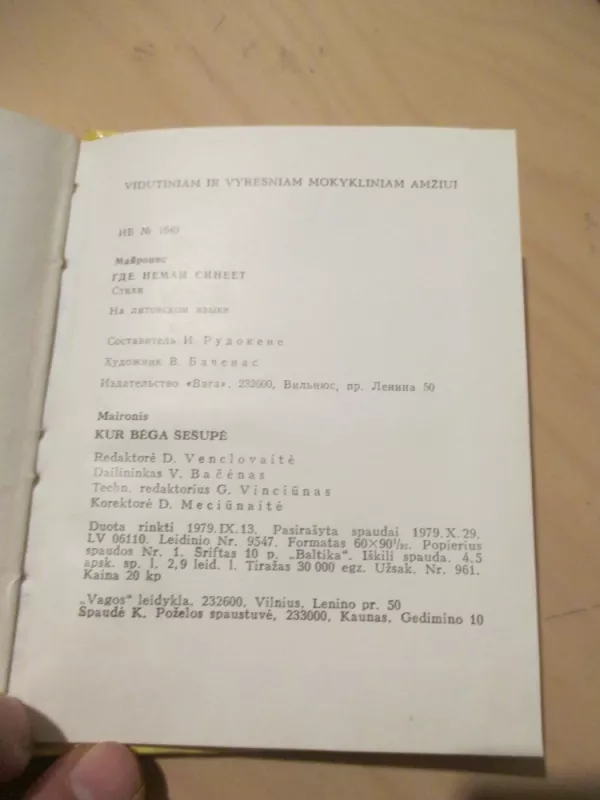 VIDUTINIAM IR VYRESNIAM MOKYKLINIAM AMŽIUI
ИБ №
Майронис
ГДЕ НЕМАН СИНЕЕТ
Стихи
На литовском языке
Составитель И. Рудокене
Художник В. Баченас
Издательство «Вага», 232600, Вильнюс, пр. Ленина 50
Maironis
KUR BĖGA ŠEŠUPĖ
Redaktorė D. Venclovaitė
Dailininkas V. Bačėnas
Techn. redaktorius G. Vinciūnas
Korektorė D. Meciūnaitė
Duota rinkti 1979.IX.13. Pasirašyta spaudai 1979.X.29.
LV 06110. Leidinio Nr. 9547. Formatas 60×90¹/₃₂. Popierius
spaudos Nr. 1. Šriftas 10 p. „Baltika“. Iškili spauda. 4,5
apsk. sp. l. 2,9 leid. l. Tiražas 30 000 egz. Užsak. Nr. 961.
Kaina 20 kp
„Vagos“ leidykla. 232600, Vilnius, Lenino pr. 50
Spaudė K. Poželos spaustuvė, 233000, Kaunas, Gedimino 10